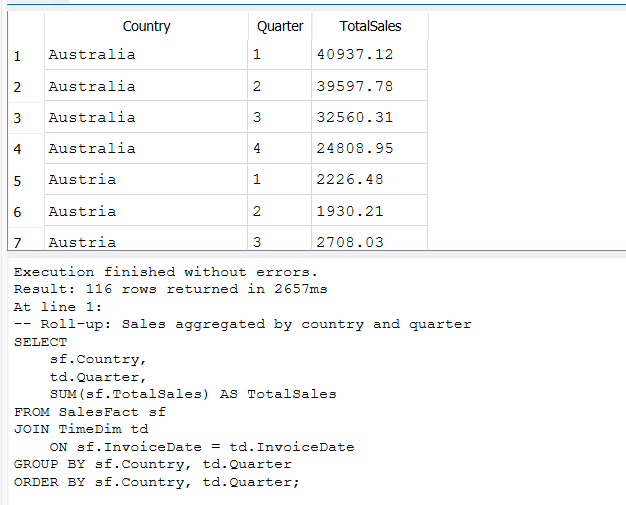 Country Quarter TotalSales
1 Australia 1 40937.12
2 Australia 2 39597.78
3 Australia 3 32560.31
4 Australia 4 24808.95
5 Austria 1 2226.48
6 Austria 2 1930.21
7 Austria 3 2708.03
Execution finished without errors.
Result: 116 rows returned in 2657ms
At line 1:
-- Roll-up: Sales aggregated by country and quarter
SELECT
    sf.Country,
    td.Quarter,
    SUM(sf.TotalSales) AS TotalSales
FROM SalesFact sf
JOIN TimeDim td
    ON sf.InvoiceDate = td.InvoiceDate
GROUP BY sf.Country, td.Quarter
ORDER BY sf.Country, td.Quarter;